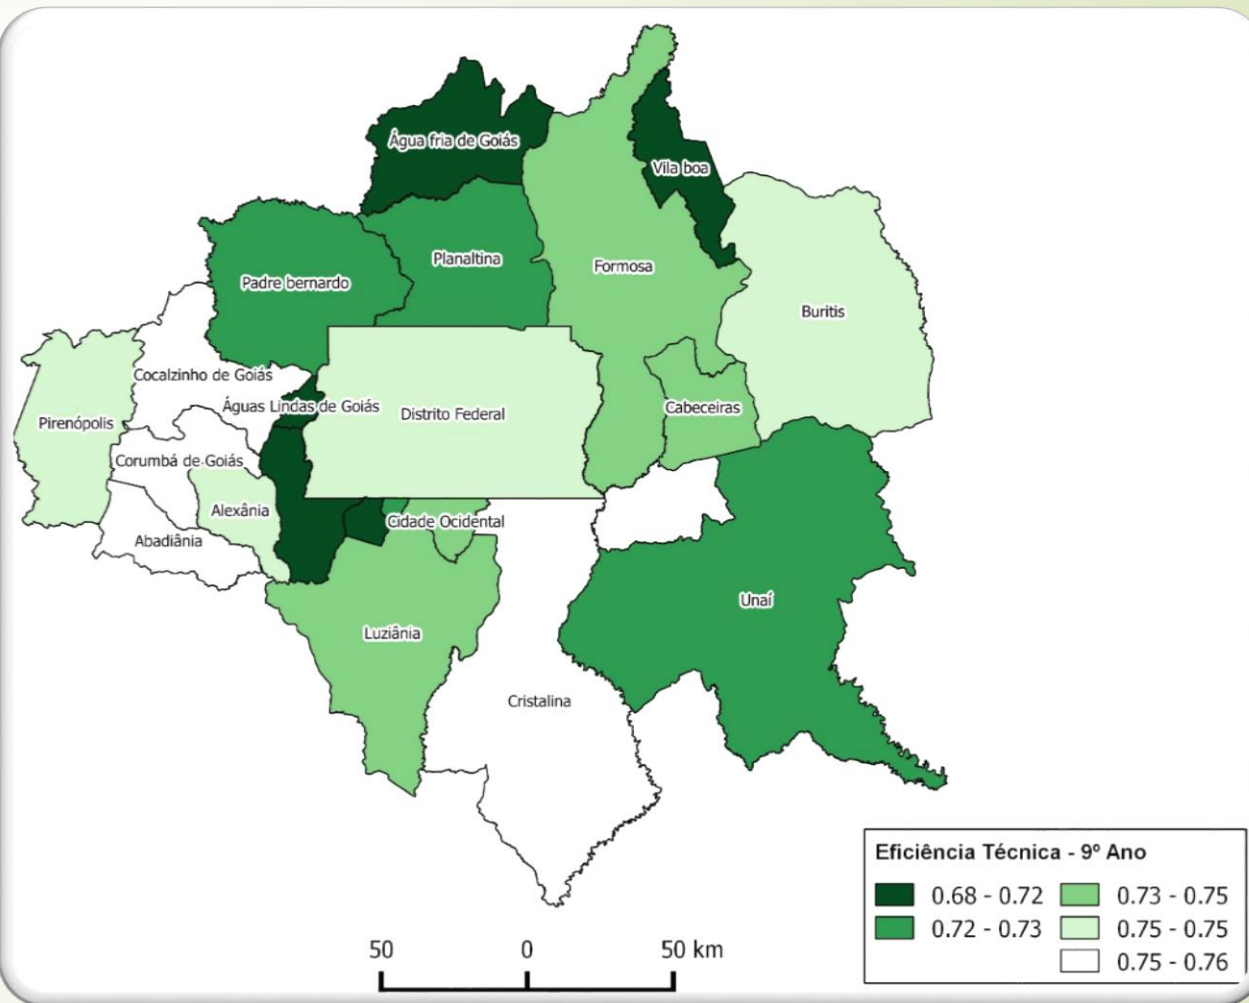 Água fria de Goiás
Vila boa
Planaltina
Formosa
Padre bernardo
Buritis
Cocalzinho de Goiás
Águas Lindas de Goiás
Cabeceiras
Distrito Federal
Pirenópolis
Corumbá de Goiás
Alexânia
Cidade Ocidental
Abadiânia
Unaí
Luziânia
Cristalina
Eficiência Técnica - 9º Ano
0.68 - 0.72
0.73 - 0.75
0.72 - 0.73
0.75 - 0.75
0.75 - 0.76
50 0 50 km